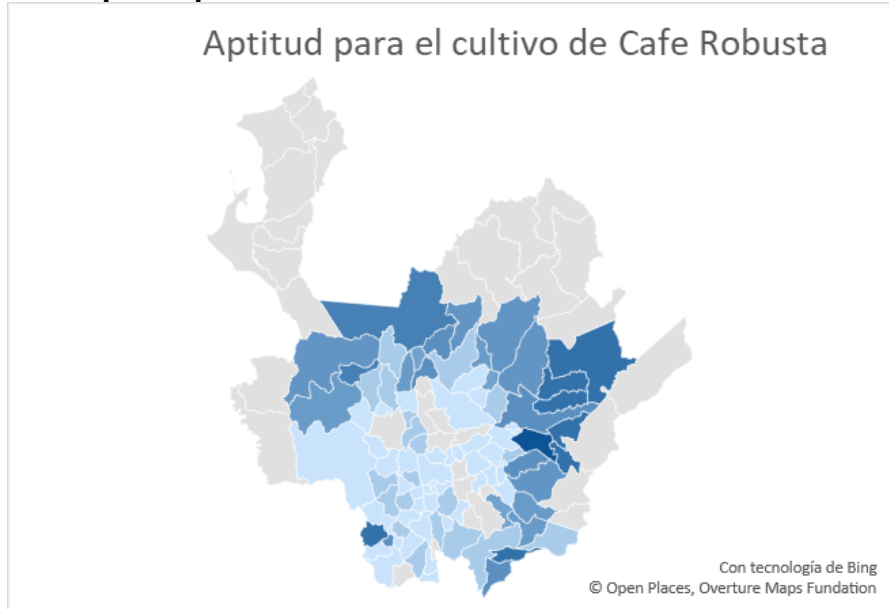 Aptitud para el cultivo de Cafe Robusta
Con tecnología de Bing
© Open Places, Overture Maps Fundation